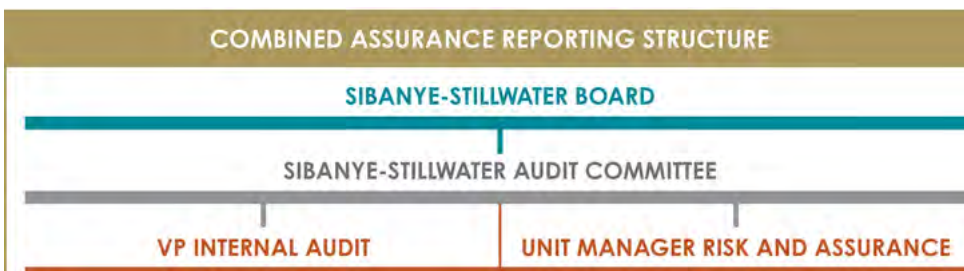 COMBINED ASSURANCE REPORTING STRUCTURE
SIBANYE-STILLWATER BOARD
SIBANYE-STILLWATER AUDIT COMMITTEE
VP INTERNAL AUDIT
UNIT MANAGER RISK AND ASSURANCE